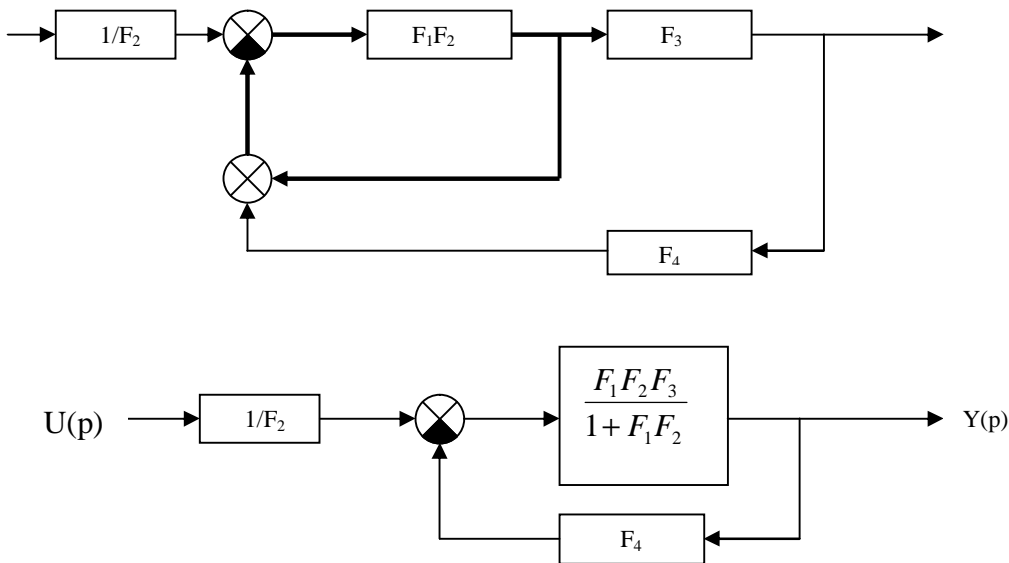 1/F₂
F₁F₂
F₃
F₄
U(p)
1/F₂
F₁F₂F₃
1 + F₁F₂
Y(p)
F₄